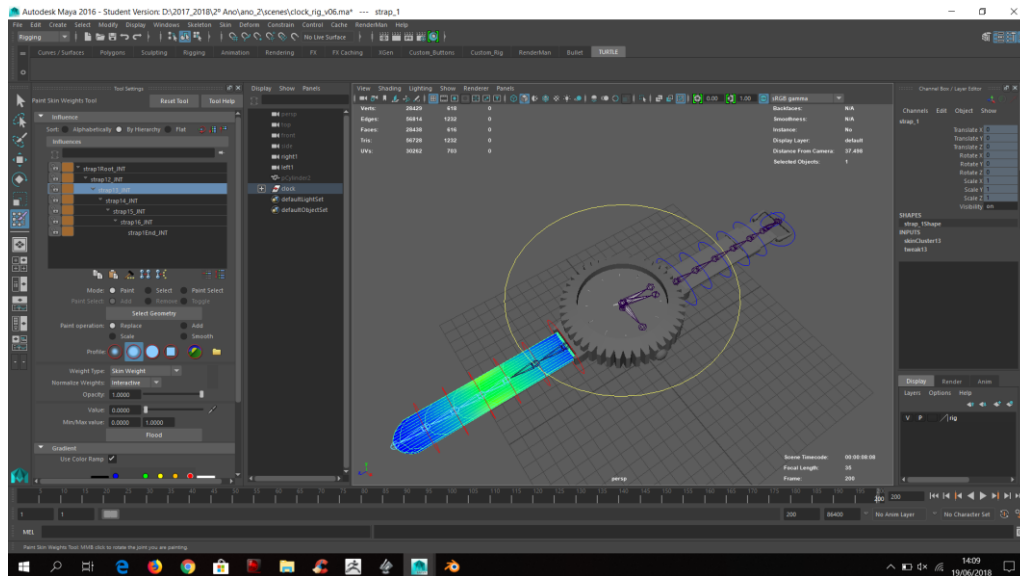 Autodesk Maya 2016 - Student Version: D:\2017_2018\2º Ano\ano_2\scenes\clock_rig_v06.ma* --- strap_1
File Edit Create Select Modify Display Windows Skeleton Skin Deform Constrain Control Cache RenderMan Help
Rigging No Live Surface
Curves / Surfaces Polygons Sculpting Rigging Animation Rendering FX FX Caching XGen Custom_Buttons Custom_Rig RenderMan Bullet TURTLE
Tool Settings
Paint Skin Weights Tool Reset Tool Tool Help
Influence
Sort: Alphabetically By Hierarchy Flat
Influences
strap1Root_JNT
strap12_JNT
strap13_JNT
strap14_JNT
strap15_JNT
strap16_JNT
strap1End_JNT
Mode: Paint Select Paint Select
Paint Select: Add Remove Toggle
Select Geometry
Paint operation: Replace Add
Scale Smooth
Profile:
Weight Type: Skin Weight
Normalize Weights: Interactive
Opacity: 1.0000
Value: 0.0000
Min/Max value: 0.0000 1.0000
Flood
Gradient
Use Color Ramp
Display Show Panels
persp
top
front
side
right1
left1
pCylinder2
clock
defaultLightSet
defaultObjectSet
View Shading Lighting Show Renderer Panels
0.00 1.00 sRGB gamma
Verts: 28429 618 0
Edges: 56814 1232 0
Faces: 28438 616 0
Tris: 56728 1232 0
UVs: 30262 703 0
Backfaces: N/A
Smoothness: N/A
Instance: No
Display Layer: default
Distance From Camera: 37.498
Selected Objects: 1
Scene Timecode: 00:00:08:08
Focal Length: 35
Frame: 200
persp
Channel Box / Layer Editor
Channels Edit Object Show
strap_1
Translate X 0
Translate Y 0
Translate Z 0
Rotate X 0
Rotate Y 0
Rotate Z 0
Scale X 1
Scale Y 1
Scale Z 1
Visibility on
SHAPES
strap_1Shape
INPUTS
skinCluster13
tweak13
Display Render Anim
Layers Options Help
V P rig
200 200
1 1 200 86400 No Anim Layer No Character Set
MEL
Paint Skin Weights Tool: MMB click to rotate the joint you are painting.
14:09
19/06/2018